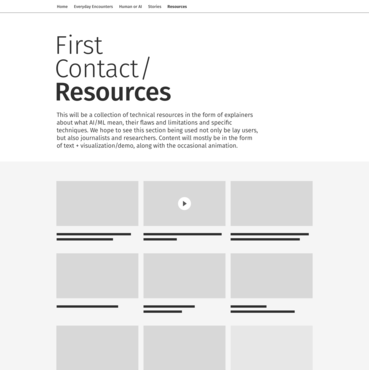 Home Everyday Encounters Human or AI Stories Resources
First
Contact/
Resources
This will be a collection of technical resources in the form of explainers
about what AI/ML mean, their flaws and limitations and specific
techniques. We hope to see this section being used not only be lay users,
but also journalists and researchers. Content will mostly be in the form
of text + visualization/demo, along with the occasional animation.